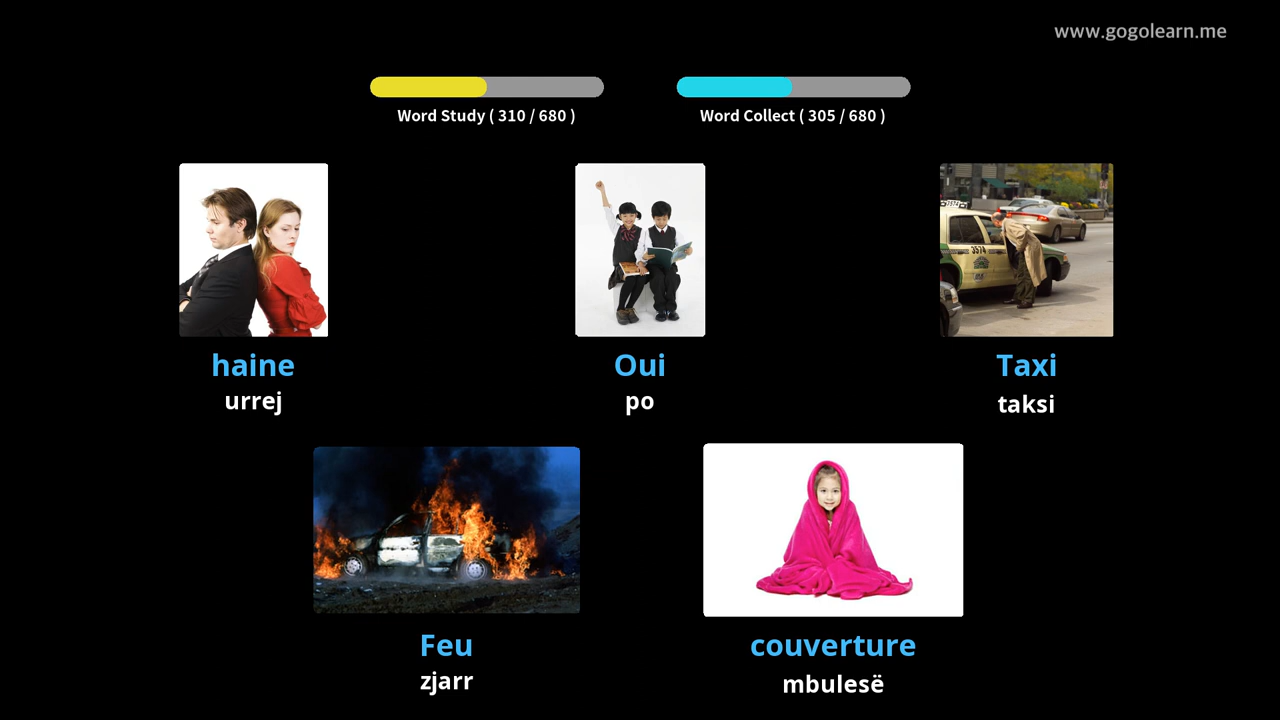 www.gogolearn.me
Word Study ( 310 / 680 )
Word Collect ( 305 / 680 )
haine
urrej
Oui
po
3574
Taxi
taksi
Feu
zjarr
couverture
mbulesë